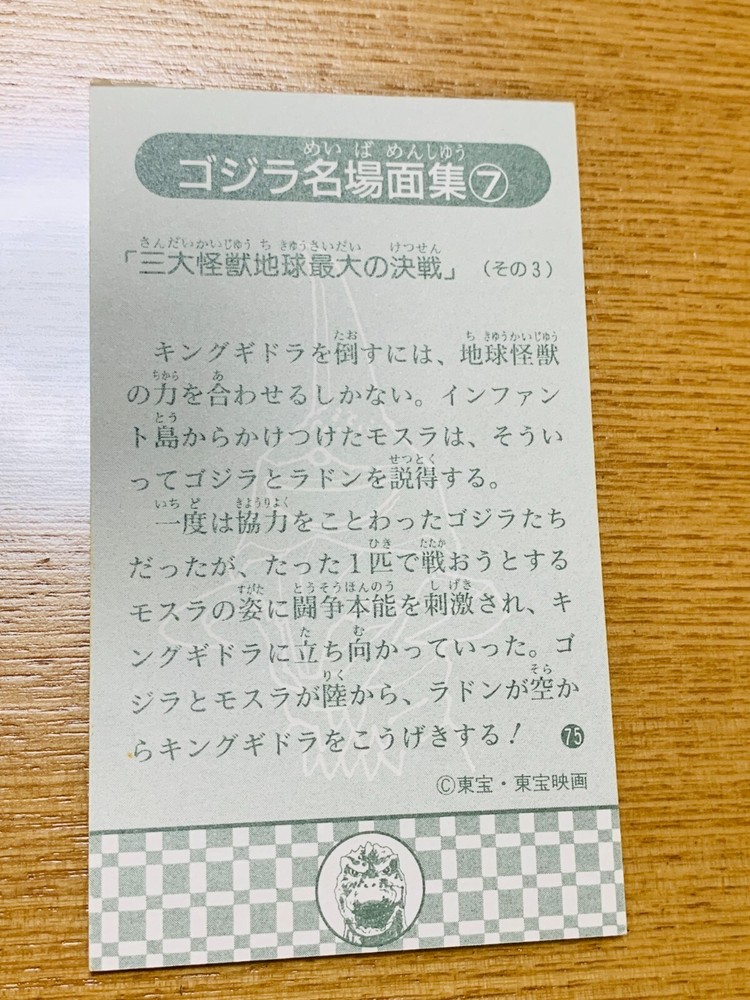 めいばめんしゅう
ゴジラ名場面集⑦
さんだいかいじゅうちきゅうさいだい けっせん
「三大怪獣地球最大の決戦」（その3）
たお ちきゅうかいじゅう
キングギドラを倒すには、地球怪獣
ちから あ
の力を合わせるしかない。インファン
とう
ト島からかけつけたモスラは、そうい
せっとく
ってゴジラとラドンを説得する。
いちど きょうりょく
一度は協力をことわったゴジラたち
ひき たたか
だったが、たった1匹で戦おうとする
すがた とうそうほんのう しげき
モスラの姿に闘争本能を刺激され、キ
た む
ングギドラに立ち向かっていった。ゴ
りく そら
ジラとモスラが陸から、ラドンが空か
らキングギドラをこうげきする！ 75
©東宝・東宝映画